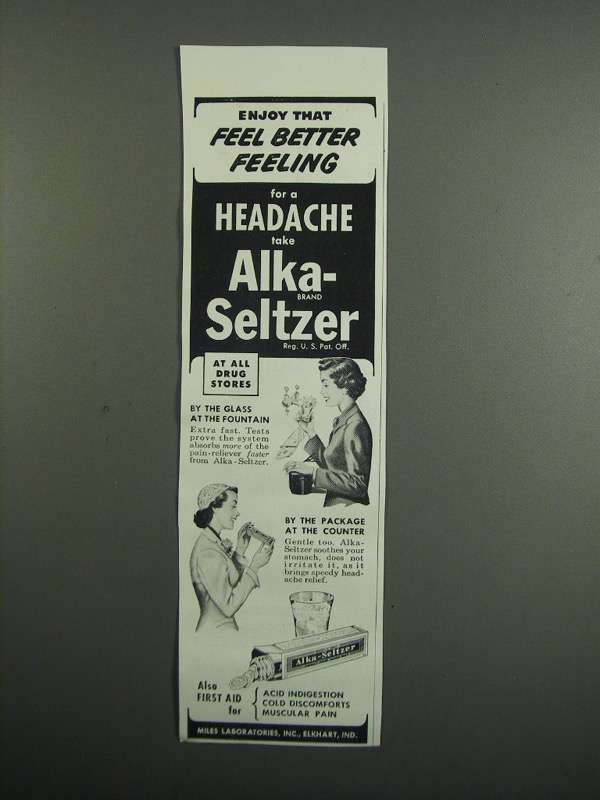 ENJOY THAT
FEEL BETTER
FEELING
for a
HEADACHE
take
Alka-
BRAND
Seltzer
Reg. U. S. Pat. Off.
AT ALL
DRUG
STORES
BY THE GLASS
AT THE FOUNTAIN
Extra fast. Tests
prove the system
absorbs more of the
pain-reliever faster
from Alka-Seltzer.
BY THE PACKAGE
AT THE COUNTER
Gentle too. Alka-
Seltzer soothes your
stomach, does not
irritate it, as it
brings speedy head-
ache relief.
Alka-Seltzer
Also
FIRST AID
for
ACID INDIGESTION
COLD DISCOMFORTS
MUSCULAR PAIN
MILES LABORATORIES, INC., ELKHART, IND.